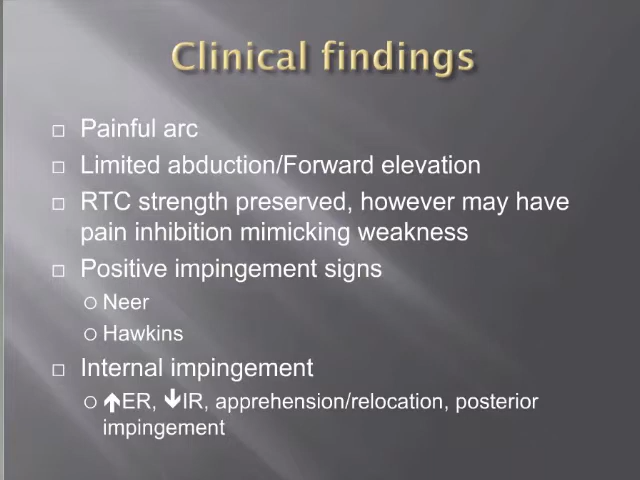 Clinical findings
Painful arc
Limited abduction/Forward elevation
RTC strength preserved, however may have
pain inhibition mimicking weakness
Positive impingement signs
Neer
Hawkins
Internal impingement
🡹ER, 🡻IR, apprehension/relocation, posterior
impingement